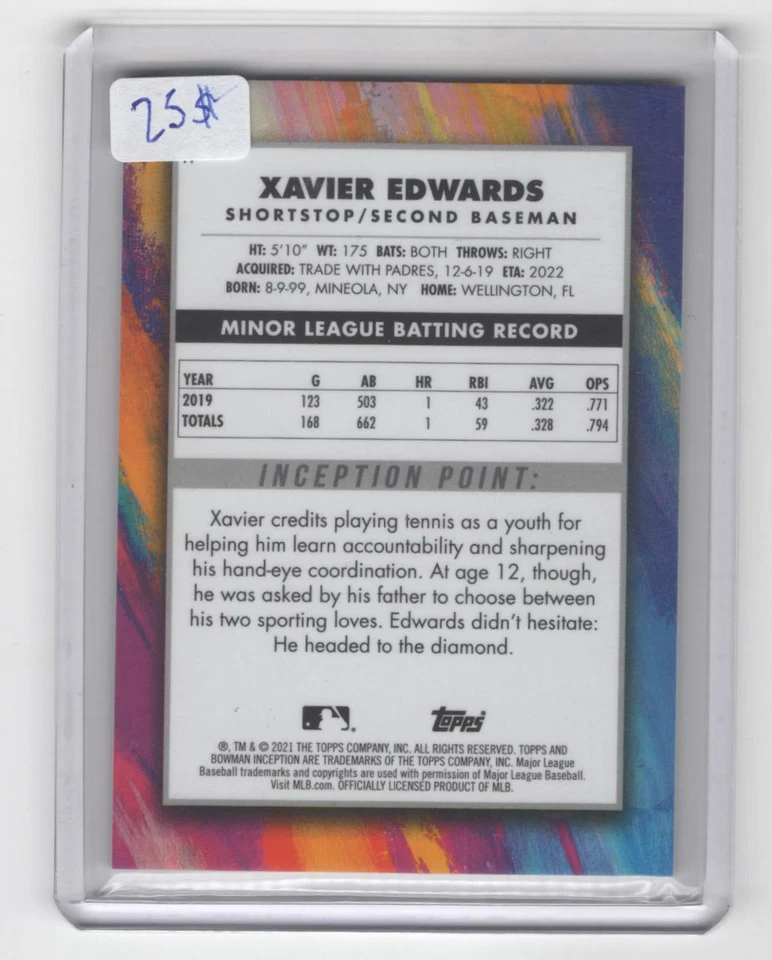 25$
XAVIER EDWARDS
SHORTSTOP/SECOND BASEMAN
HT: 5'10" WT: 175 BATS: BOTH THROWS: RIGHT
ACQUIRED: TRADE WITH PADRES, 12-6-19 ETA: 2022
BORN: 8-9-99, MINEOLA, NY HOME: WELLINGTON, FL
MINOR LEAGUE BATTING RECORD
YEAR G AB HR RBI AVG OPS
2019 123 503 1 43 .322 .771
TOTALS 168 662 1 59 .328 .794
INCEPTION POINT:
Xavier credits playing tennis as a youth for
helping him learn accountability and sharpening
his hand-eye coordination. At age 12, though,
he was asked by his father to choose between
his two sporting loves. Edwards didn't hesitate:
He headed to the diamond.
Topps
®, TM & © 2021 THE TOPPS COMPANY, INC. ALL RIGHTS RESERVED. TOPPS AND
BOWMAN INCEPTION ARE TRADEMARKS OF THE TOPPS COMPANY, INC. Major League
Baseball trademarks and copyrights are used with permission of Major League Baseball.
Visit MLB.com. OFFICIALLY LICENSED PRODUCT OF MLB.